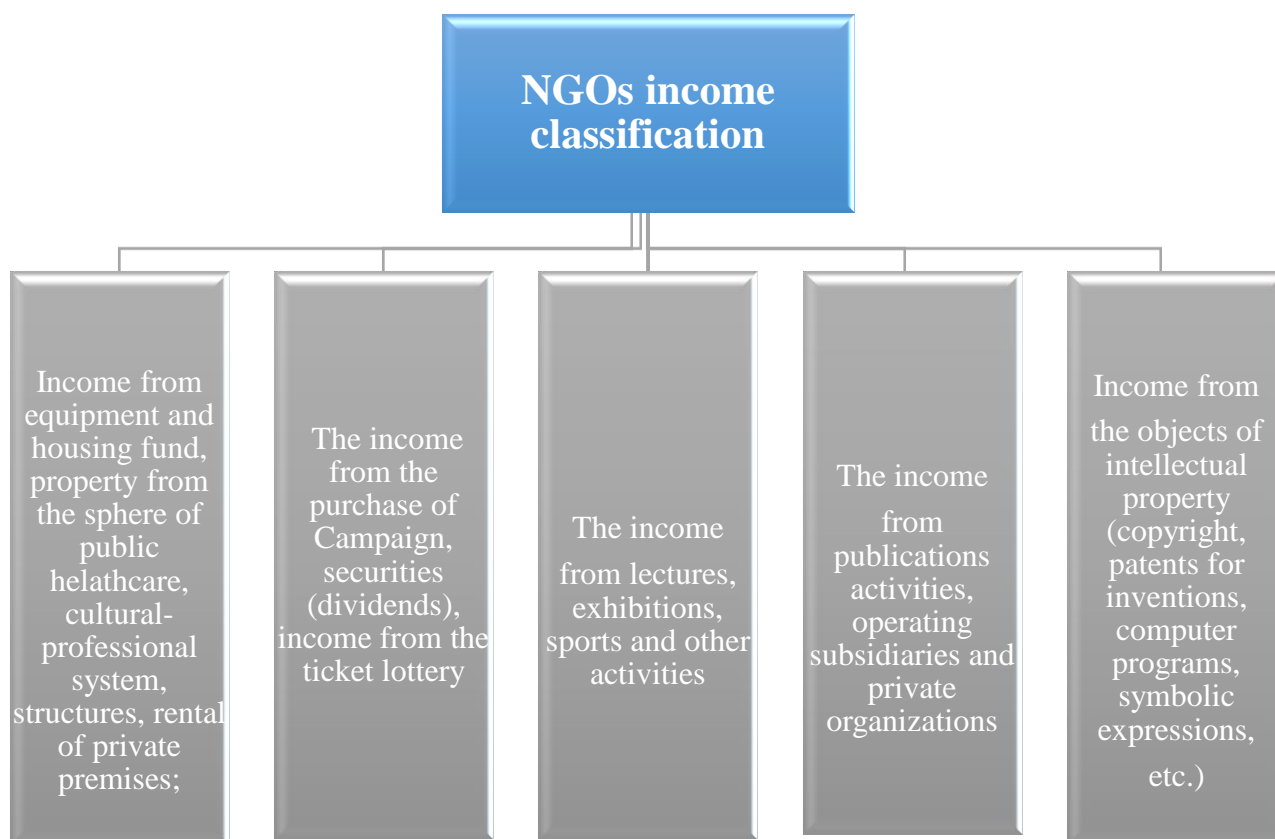 NGOs income
classification
Income from
equipment and
housing fund,
property from
the sphere of
public
helathcare,
cultural-
professional
system,
structures, rental
of private
premises;
The income
from the
purchase of
Campaign,
securities
(dividends),
income from the
ticket lottery
The income
from lectures,
exhibitions,
sports and other
activities
The income
from
publications
activities,
operating
subsidiaries and
private
organizations
Income from
the objects of
intellectual
property
(copyright,
patents for
inventions,
computer
programs,
symbolic
expressions,
etc.)